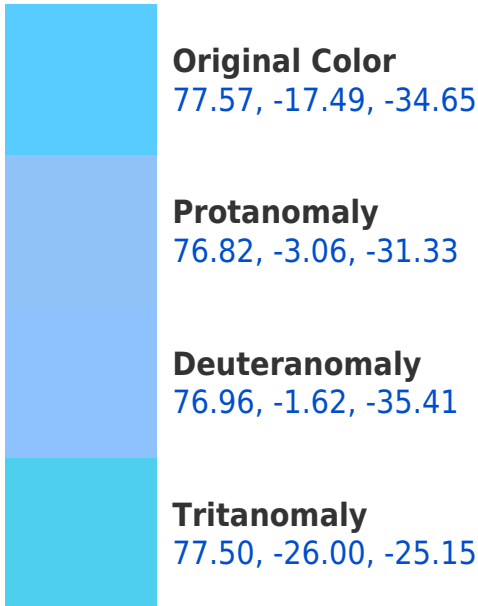 Original Color
77.57, -17.49, -34.65
Protanomaly
76.82, -3.06, -31.33
Deuteranomaly
76.96, -1.62, -35.41
Tritanomaly
77.50, -26.00, -25.15